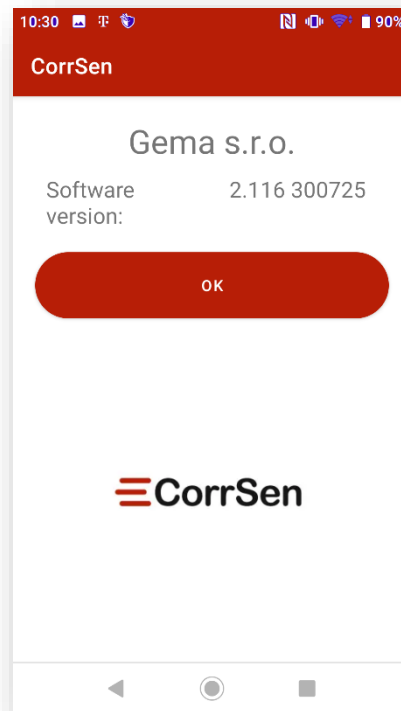 10:30 90%
CorrSen
Gema s.r.o.
Software version: 2.116 300725
OK
CorrSen